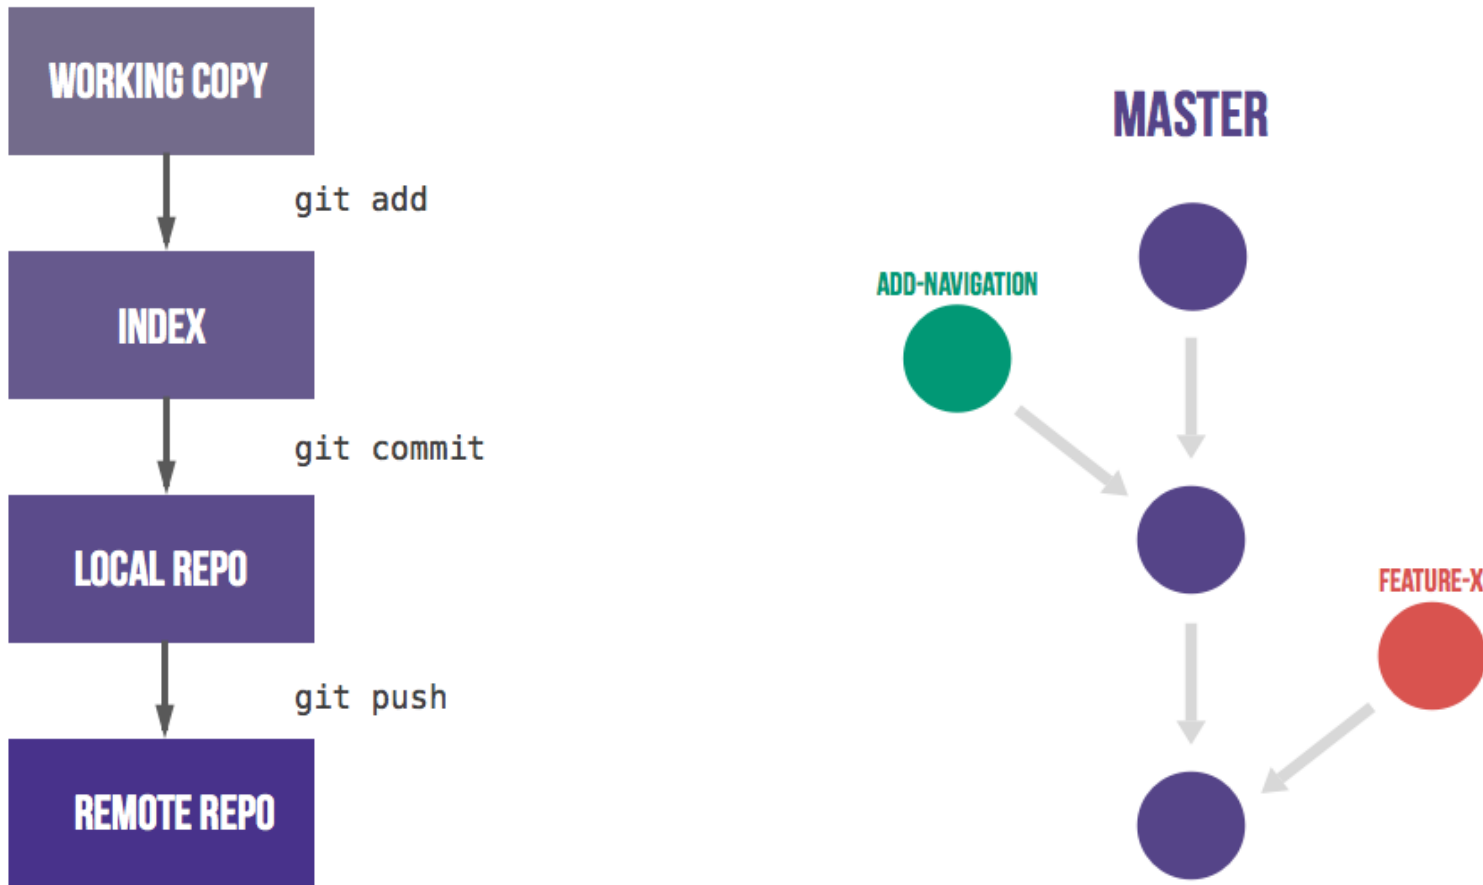 WORKING COPY
git add
INDEX
git commit
LOCAL REPO
git push
REMOTE REPO
MASTER
ADD-NAVIGATION
FEATURE-X